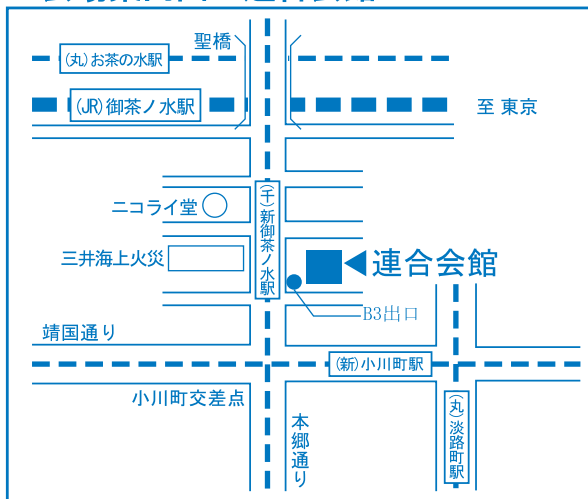 聖橋
(丸)お茶の水駅
(JR)御茶ノ水駅
至 東京
ニコライ堂
(千)新御茶ノ水駅
三井海上火災
連合会館
B3出口
靖国通り
(新)小川町駅
小川町交差点
本郷通り
(丸)淡路町駅